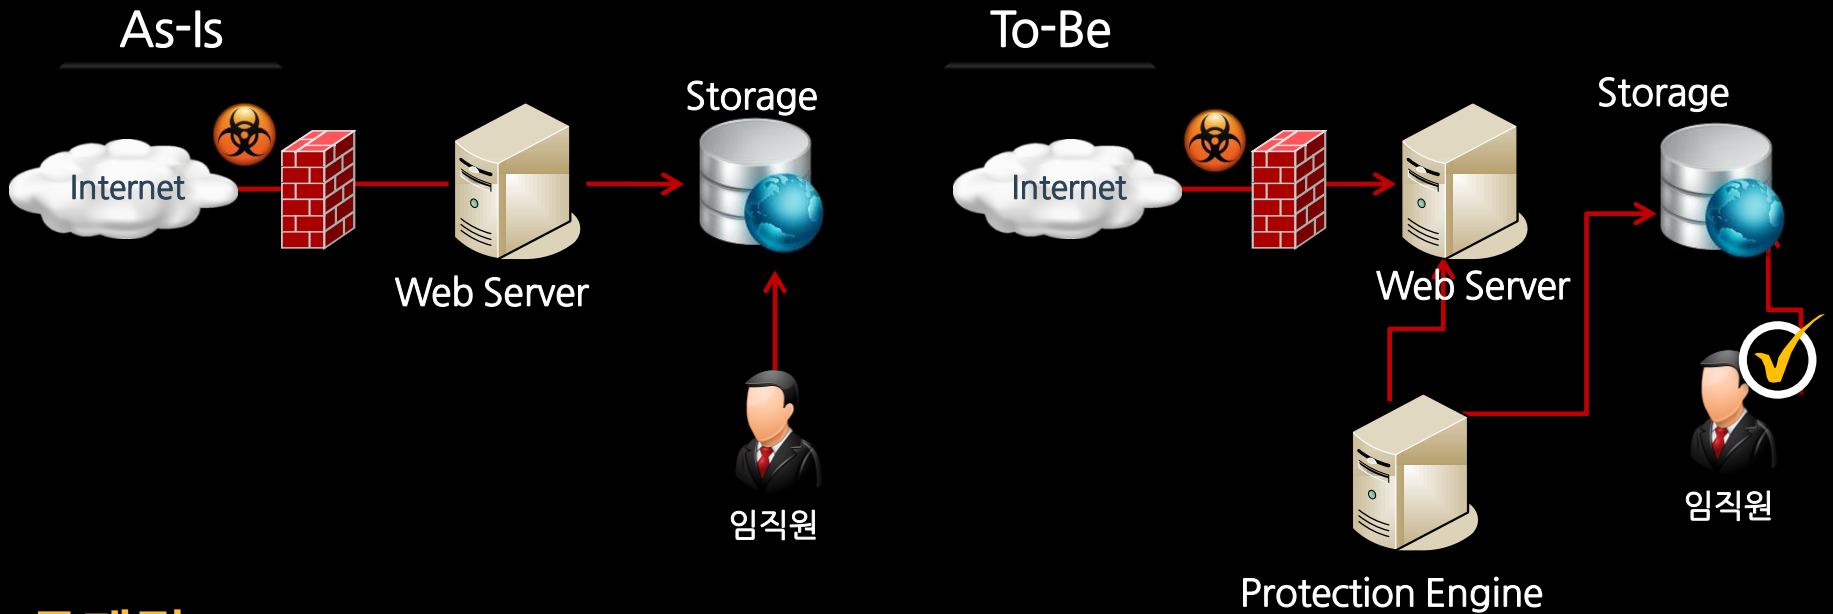 As-Is
Internet
Web Server
Storage
임직원
To-Be
Internet
Web Server
Storage
임직원
Protection Engine